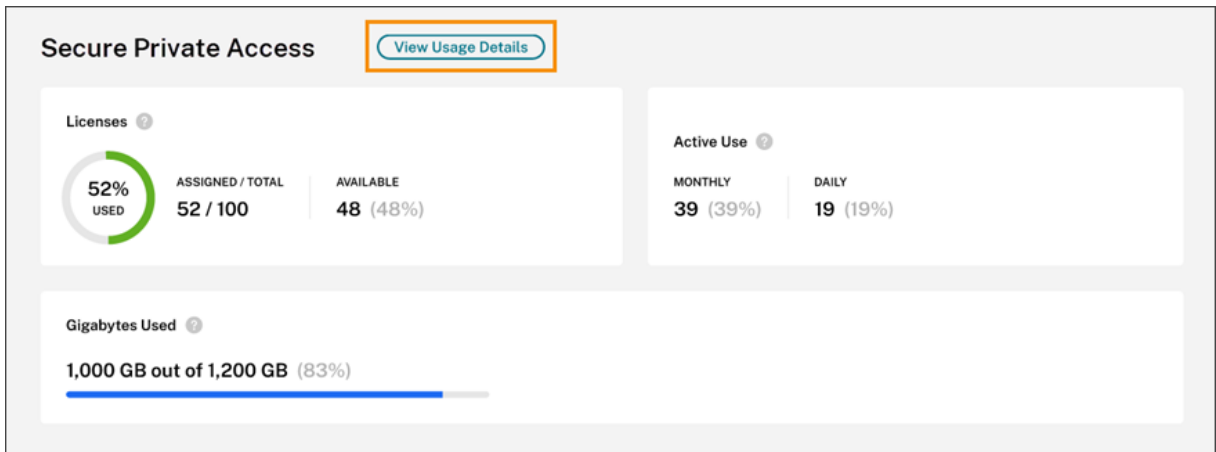 Secure Private Access
View Usage Details
Licenses ?
52%
USED
ASSIGNED / TOTAL
52 / 100
AVAILABLE
48 (48%)
Active Use ?
MONTHLY
39 (39%)
DAILY
19 (19%)
Gigabytes Used ?
1,000 GB out of 1,200 GB (83%)